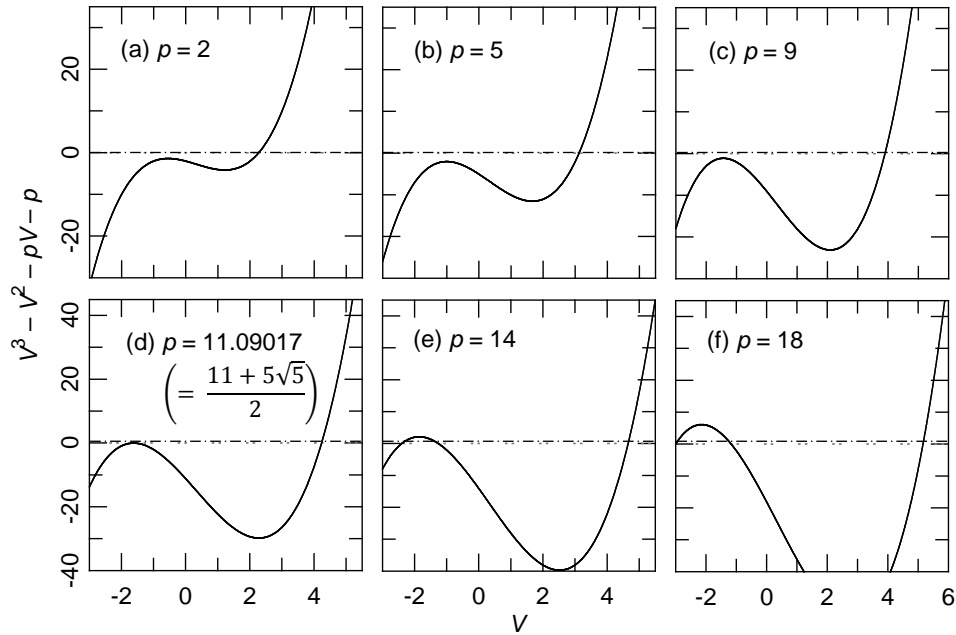 (a) p = 2
(b) p = 5
(c) p = 9
20
0
-20
V³ – V² – pV – p
(d) p = 11.09017
(= (11 + 5√5)/2)
(e) p = 14
(f) p = 18
40
20
0
-20
-40
-2 0 2 4
-2 0 2 4
-2 0 2 4 6
V